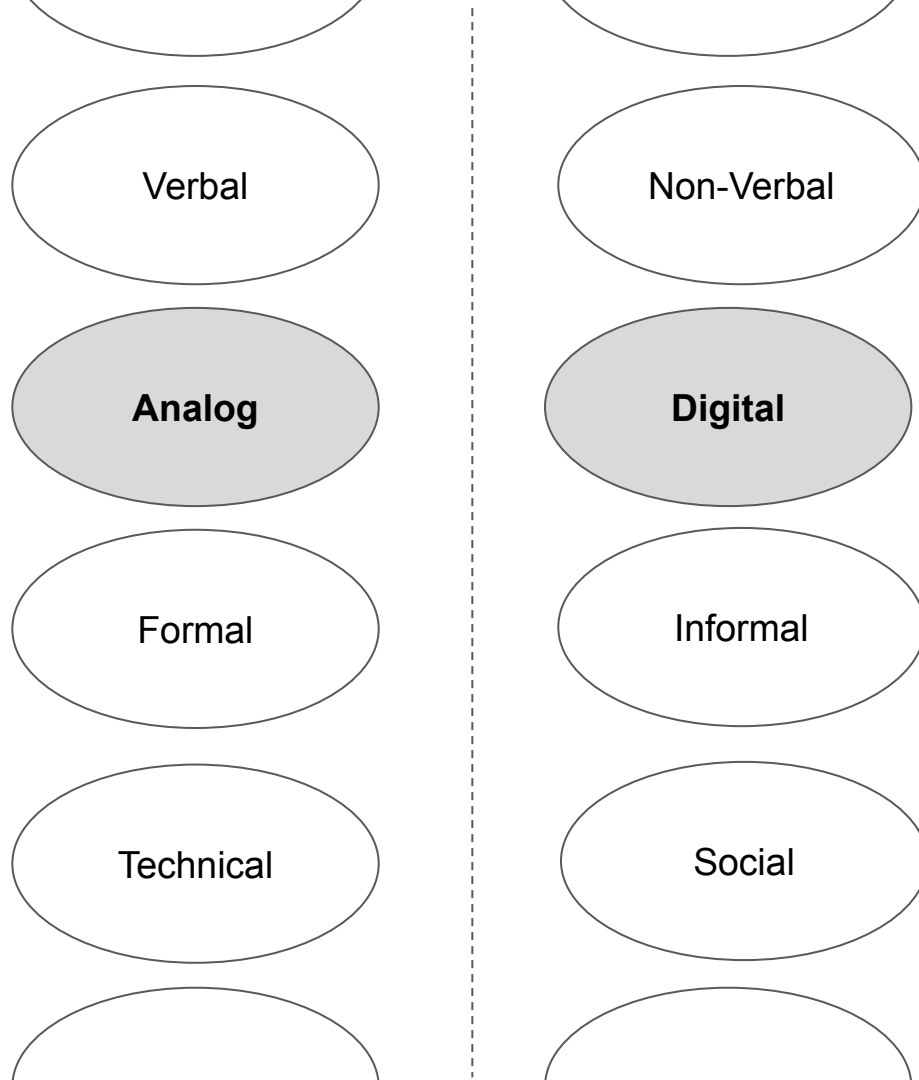 Verbal
Non-Verbal
Analog
Digital
Formal
Informal
Technical
Social